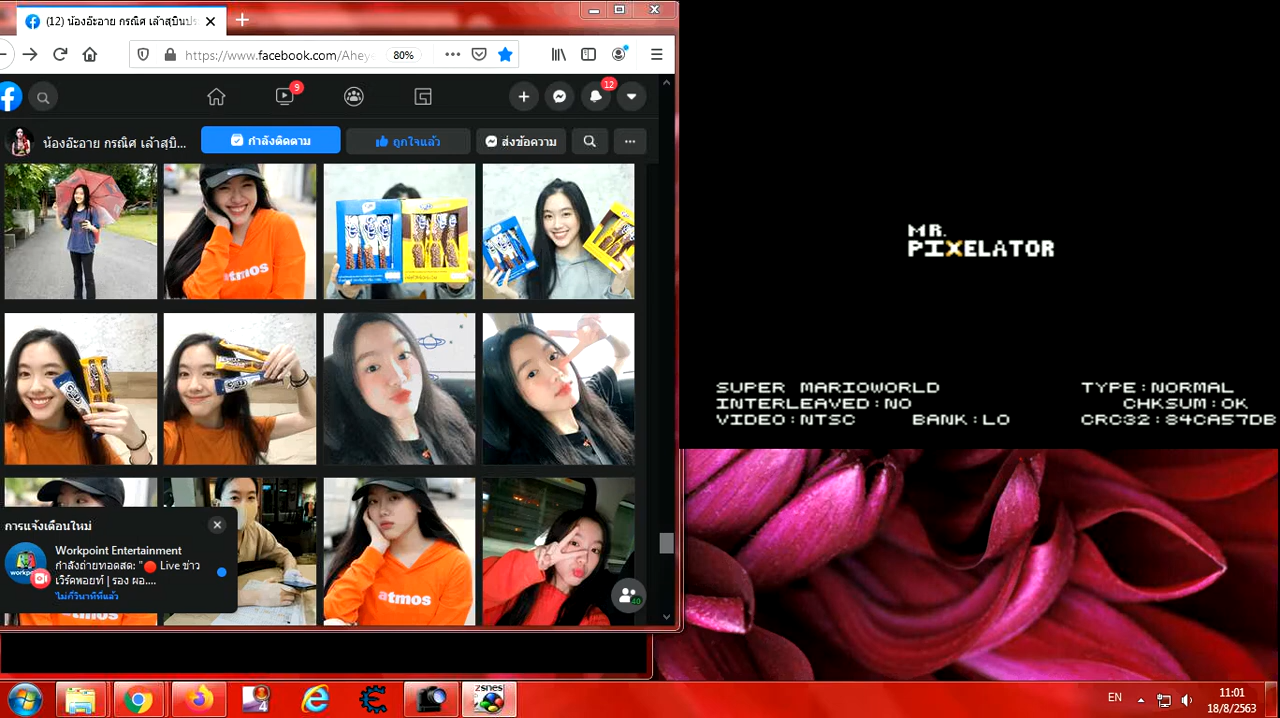 (12) น้องอ๊ะอาย กรณิศ เล้าสุบินปร
https://www.facebook.com/Ahey
80%
9
12
น้องอ๊ะอาย กรณิศ เล้าสุบิ...
กำลังติดตาม
ถูกใจแล้ว
ส่งข้อความ
atmos
atmos
atmos
การแจ้งเตือนใหม่
Workpoint Entertainment
กำลังถ่ายทอดสด: "🔴 Live ข่าว
เวิร์คพอยท์ | รอง ผอ....
ไม่กี่วินาทีที่แล้ว
40
MR.
PIXELATOR
SUPER MARIOWORLD TYPE:NORMAL
INTERLEAVED:NO CHKSUM:OK
VIDEO:NTSC BANK:LO CRC32:84CA57DB
4
ZSNES
EN
11:01
18/8/2563